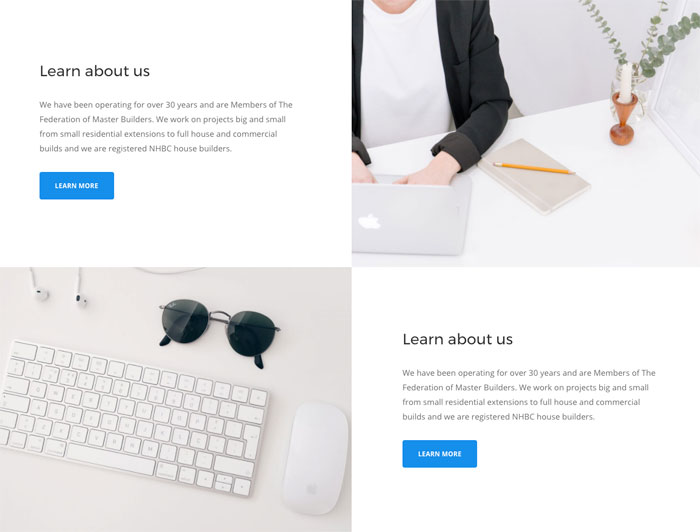 Learn about us
We have been operating for over 30 years and are Members of The
Federation of Master Builders. We work on projects big and small
from small residential extensions to full house and commercial
builds and we are registered NHBC house builders.
LEARN MORE
Learn about us
We have been operating for over 30 years and are Members of The
Federation of Master Builders. We work on projects big and small
from small residential extensions to full house and commercial
builds and we are registered NHBC house builders.
LEARN MORE